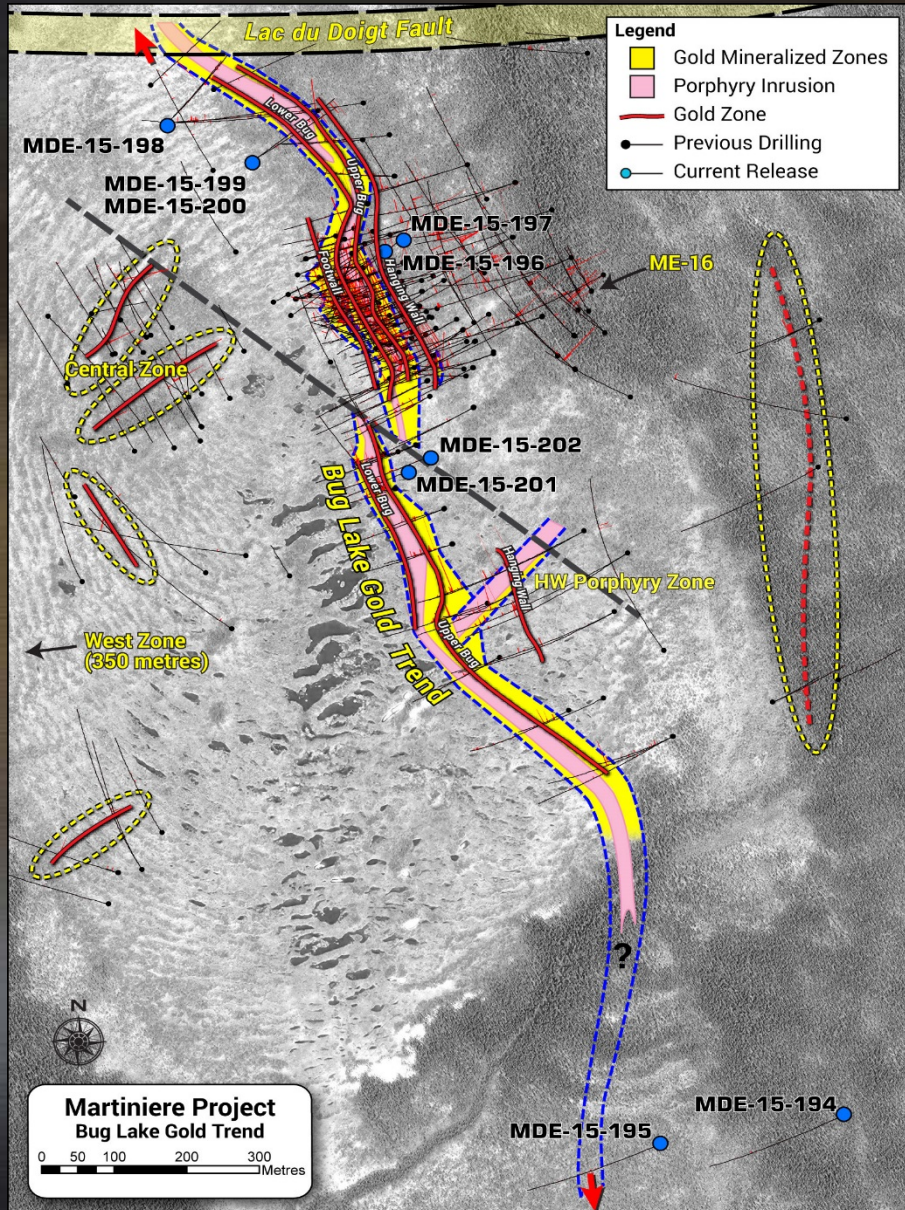 Lac du Doigt Fault
Legend
Gold Mineralized Zones
Porphyry Inrusion
Gold Zone
Previous Drilling
Current Release
Lower Bug
Upper Bug
MDE-15-198
MDE-15-199
MDE-15-200
MDE-15-197
MDE-15-196
Footwall
Hanging Wall
ME-16
Central Zone
MDE-15-202
MDE-15-201
Lower Bug
Bug Lake Gold Trend
Hanging Wall
HW Porphyry Zone
Upper Bug
West Zone
(350 metres)
?
N
Martiniere Project
Bug Lake Gold Trend
0 50 100 200 300
Metres
MDE-15-194
MDE-15-195